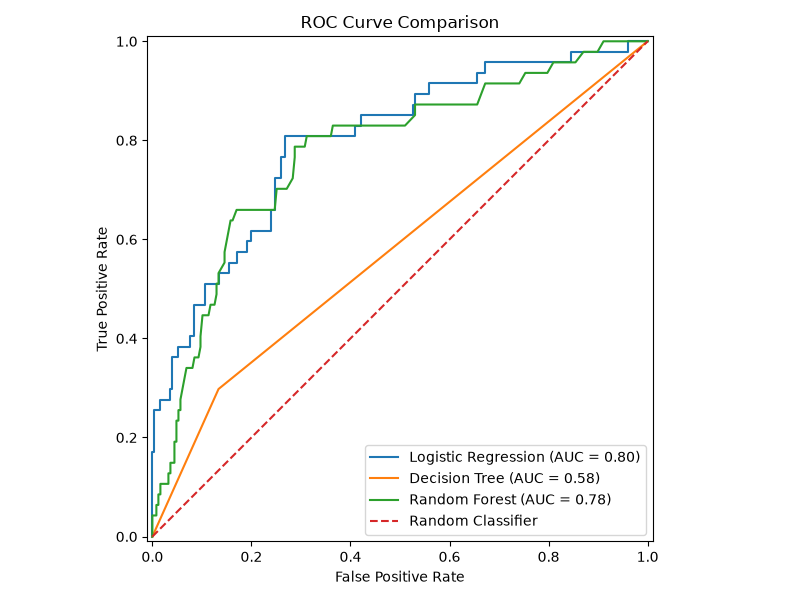 ROC Curve Comparison
True Positive Rate
1.0
0.8
0.6
0.4
0.2
0.0
Logistic Regression (AUC = 0.80)
Decision Tree (AUC = 0.58)
Random Forest (AUC = 0.78)
Random Classifier
0.0 0.2 0.4 0.6 0.8 1.0
False Positive Rate